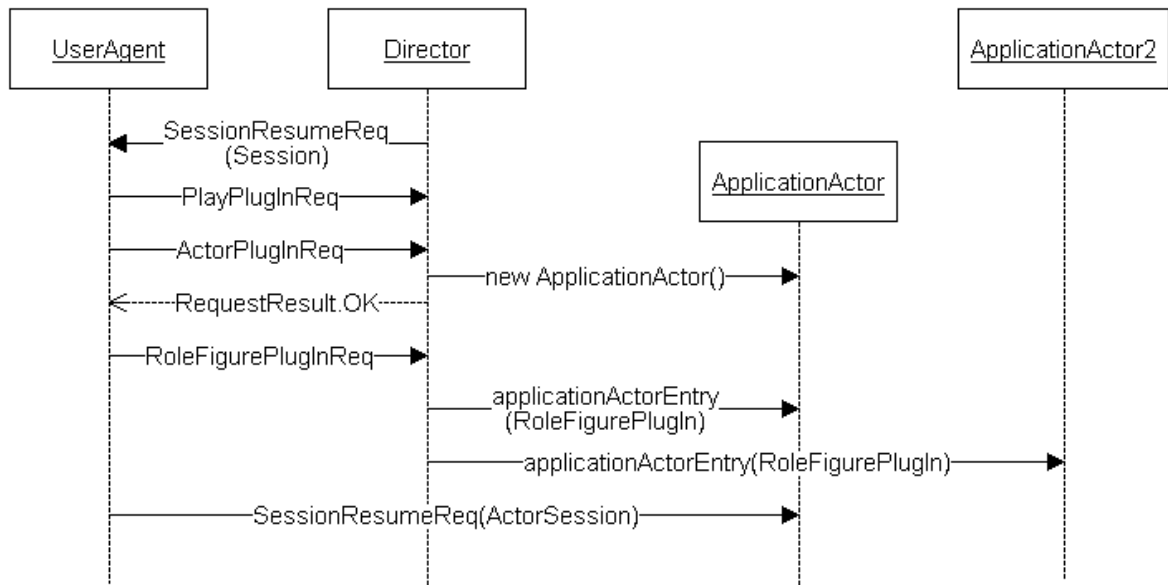 UserAgent
Director
ApplicationActor2
SessionResumeReq
(Session)
ApplicationActor
PlayPlugInReq
ActorPlugInReq
new ApplicationActor()
RequestResult.OK
RoleFigurePlugInReq
applicationActorEntry
(RoleFigurePlugIn)
applicationActorEntry(RoleFigurePlugIn)
SessionResumeReq(ActorSession)